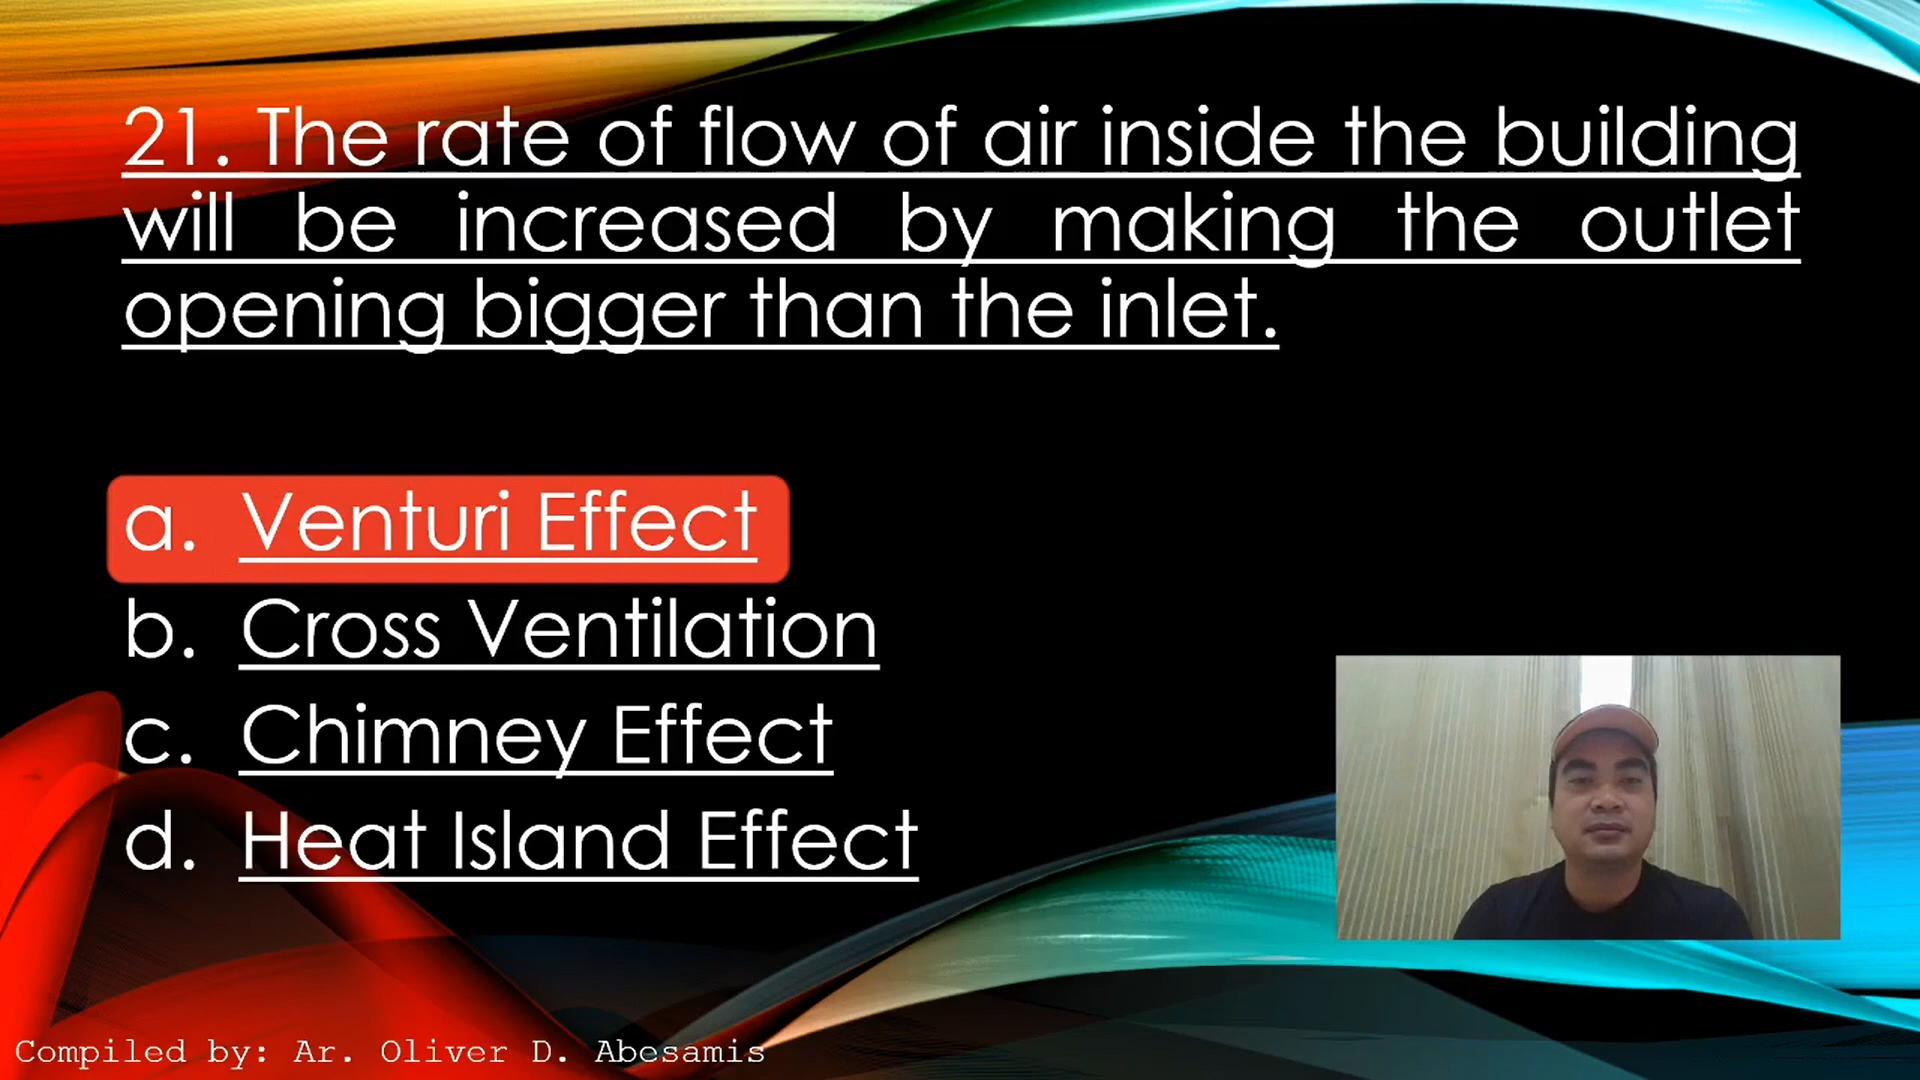 21. The rate of flow of air inside the building
will be increased by making the outlet
opening bigger than the inlet.
a. Venturi Effect
b. Cross Ventilation
c. Chimney Effect
d. Heat Island Effect
Compiled by: Ar. Oliver D. Abesamis